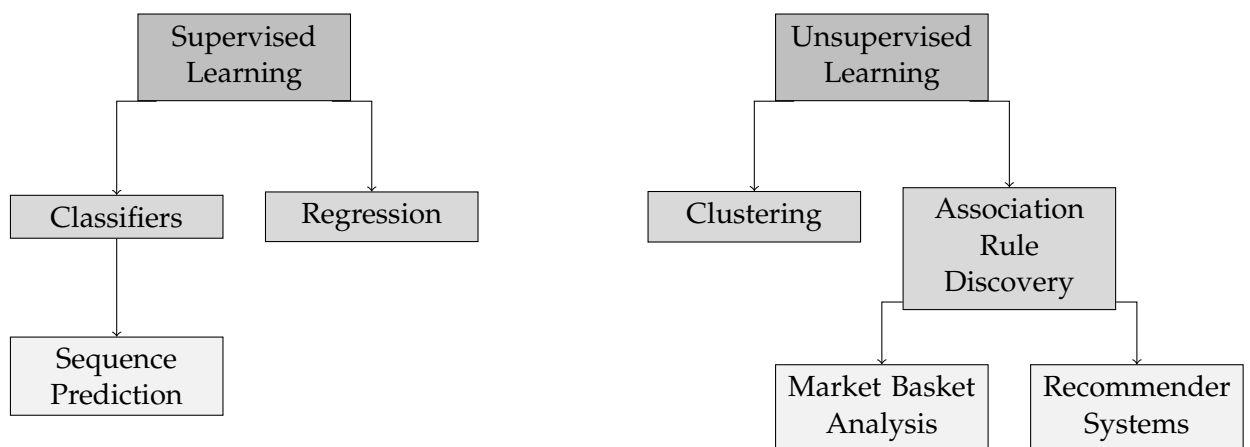 Supervised
Learning
Unsupervised
Learning
Classifiers
Regression
Clustering
Association
Rule
Discovery
Sequence
Prediction
Market Basket
Analysis
Recommender
Systems